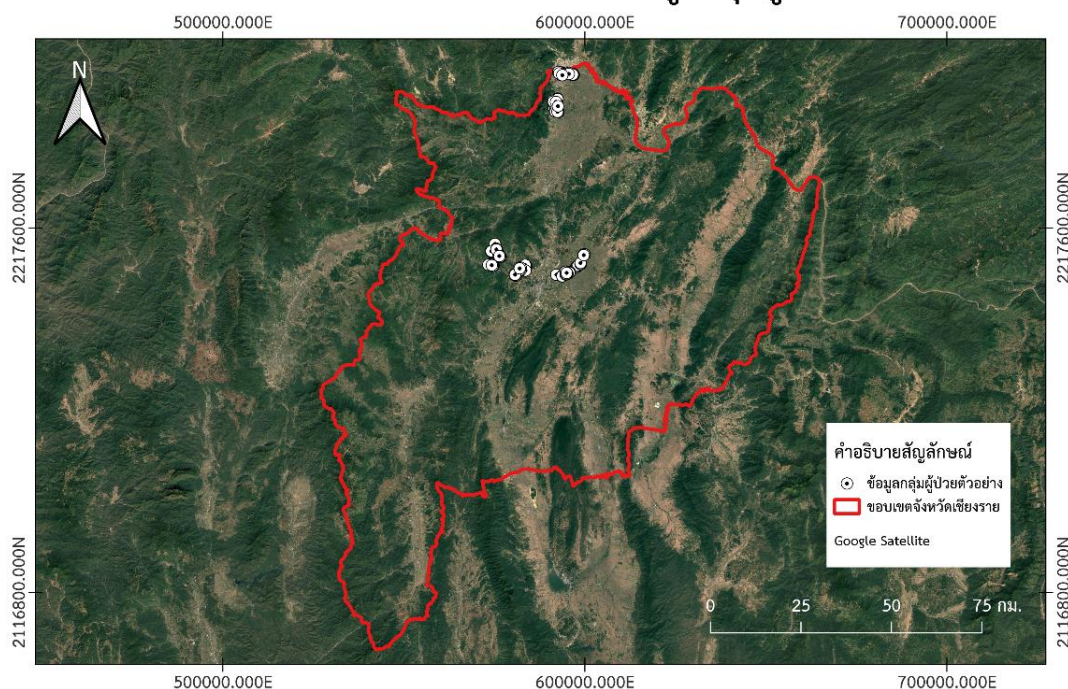 500000.000E 600000.000E 700000.000E
N
2217600.000N 2217600.000N
คำอธิบายสัญลักษณ์
ข้อมูลกลุ่มผู้ป่วยตัวอย่าง
ขอบเขตจังหวัดเชียงราย
Google Satellite
2116800.000N 2116800.000N
0 25 50 75 กม.
500000.000E 600000.000E 700000.000E